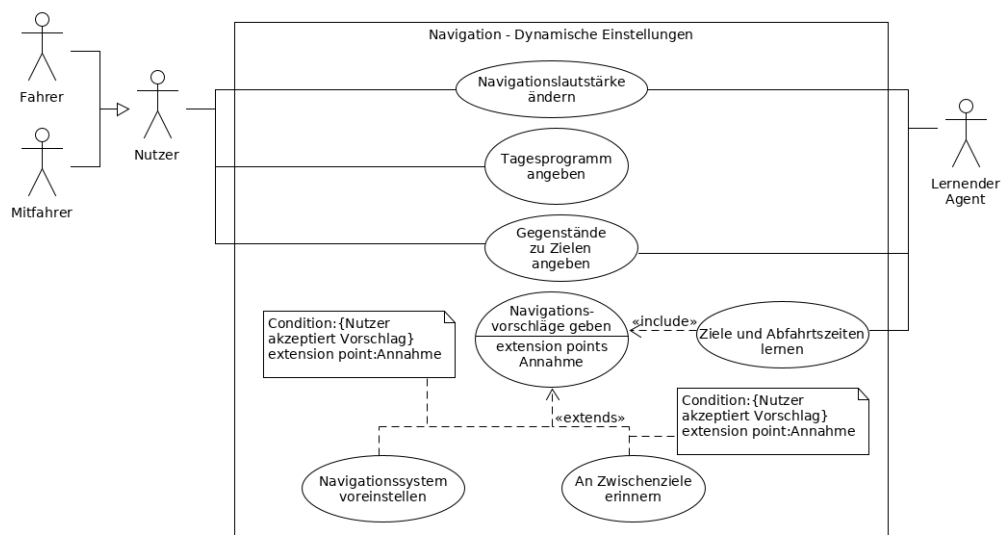 Navigation - Dynamische Einstellungen
Fahrer
Mitfahrer
Nutzer
Lernender
Agent
Navigationslautstärke
ändern
Tagesprogramm
angeben
Gegenstände
zu Zielen
angeben
Navigations-
vorschläge geben
extension points
Annahme
«include»
Ziele und Abfahrtszeiten
lernen
Condition:{Nutzer
akzeptiert Vorschlag}
extension point:Annahme
«extends»
Condition:{Nutzer
akzeptiert Vorschlag}
extension point:Annahme
Navigationssystem
voreinstellen
An Zwischenziele
erinnern